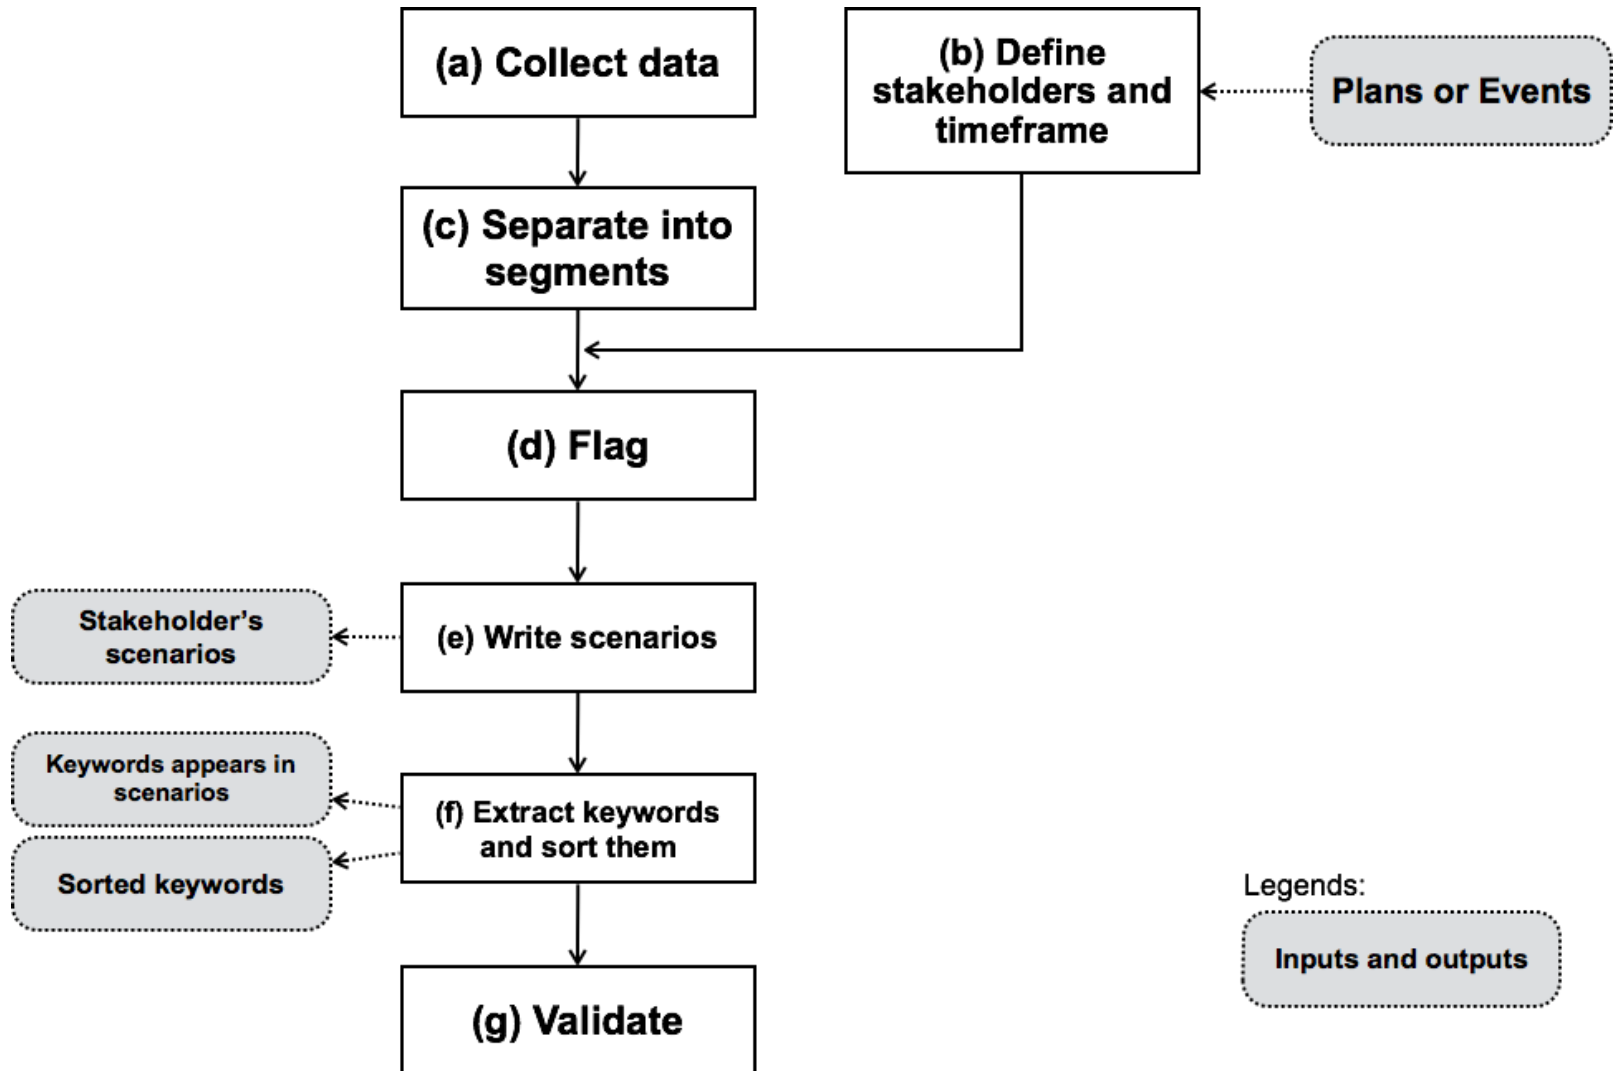 (a) Collect data
(b) Define
stakeholders and
timeframe
Plans or Events
(c) Separate into
segments
(d) Flag
Stakeholder’s
scenarios
(e) Write scenarios
Keywords appears in
scenarios
(f) Extract keywords
and sort them
Sorted keywords
Legends:
Inputs and outputs
(g) Validate